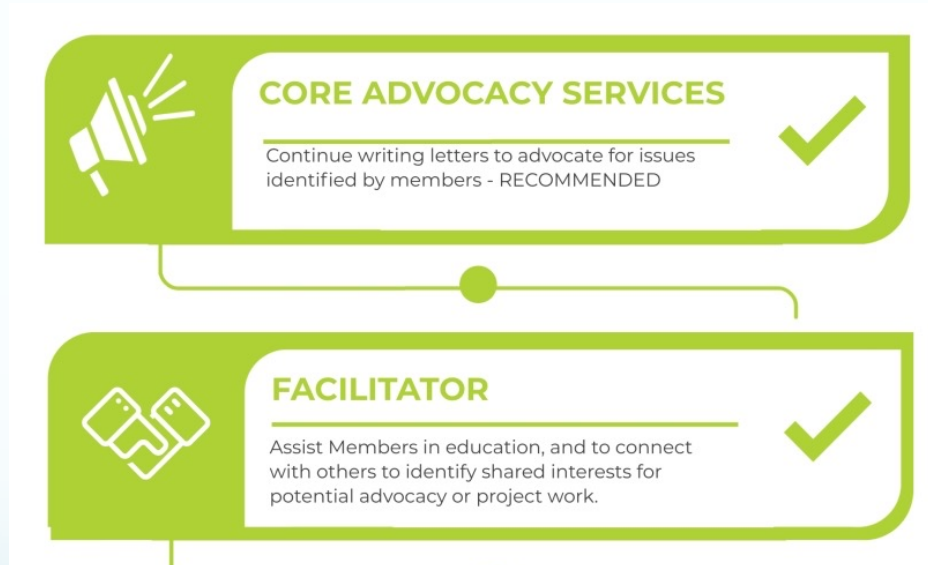 CORE ADVOCACY SERVICES
Continue writing letters to advocate for issues
identified by members - RECOMMENDED
FACILITATOR
Assist Members in education, and to connect
with others to identify shared interests for
potential advocacy or project work.